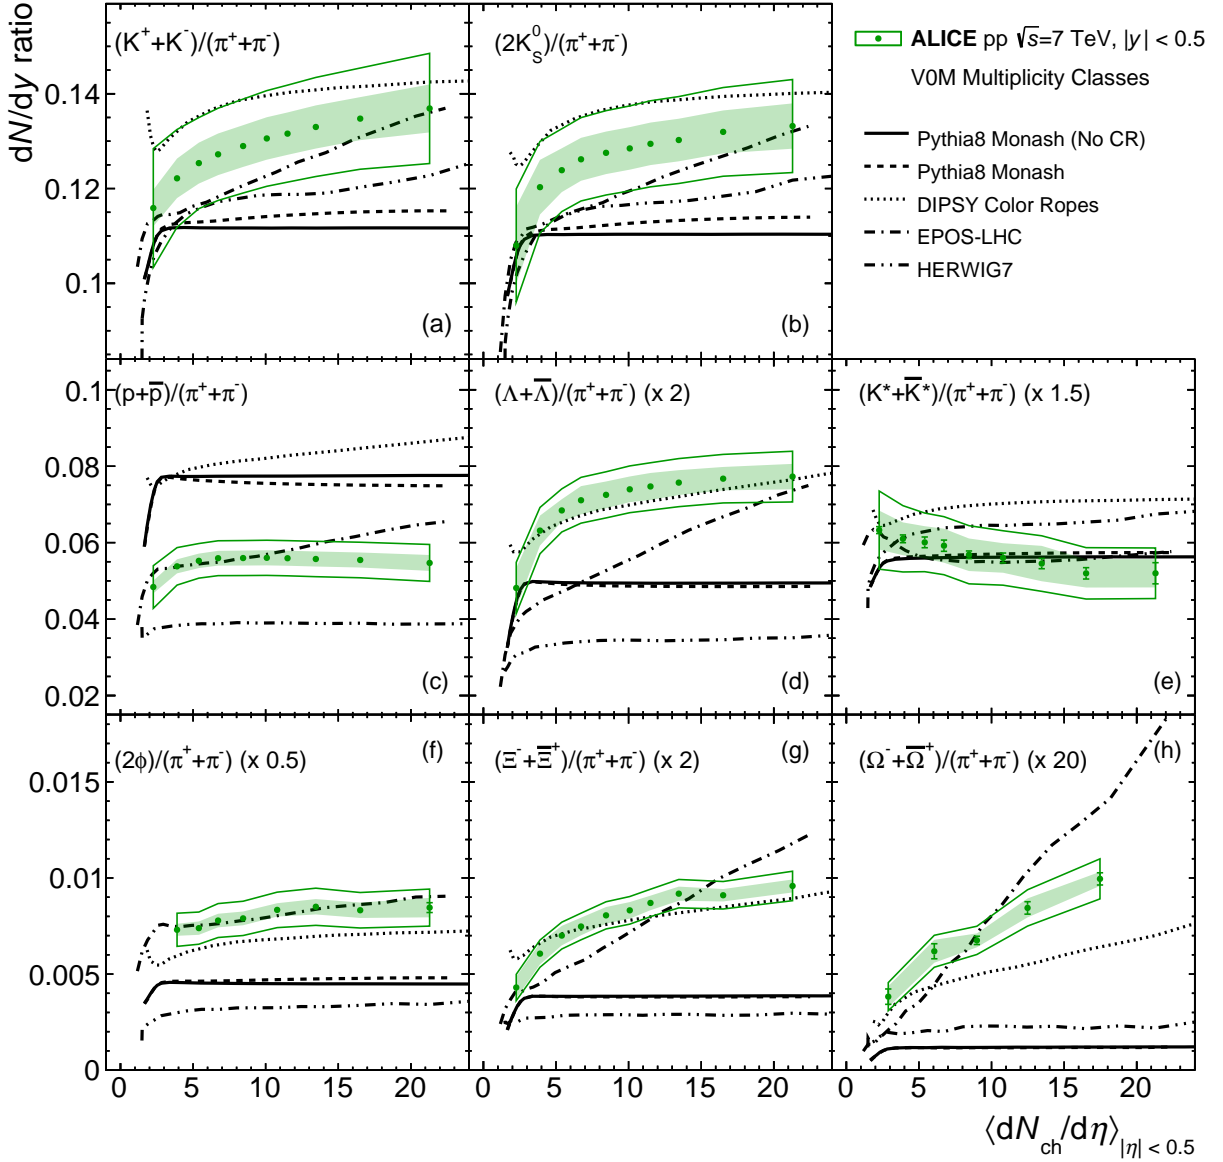 dN/dy ratio
(K⁺+K⁻)/(π⁺+π⁻)
(2K⁰_S)/(π⁺+π⁻)
ALICE pp √s=7 TeV, |y| < 0.5
V0M Multiplicity Classes
Pythia8 Monash (No CR)
Pythia8 Monash
DIPSY Color Ropes
EPOS-LHC
HERWIG7
0.14
0.12
0.1
(a)
(b)
(p+p̅)/(π⁺+π⁻)
(Λ+Λ̅)/(π⁺+π⁻) (x 2)
(K*+K̅*)/(π⁺+π⁻) (x 1.5)
0.1
0.08
0.06
0.04
0.02
(c)
(d)
(e)
(2ϕ)/(π⁺+π⁻) (x 0.5)
(f)
(Ξ⁻+Ξ̅⁺)/(π⁺+π⁻) (x 2)
(g)
(Ω⁻+Ω̅⁺)/(π⁺+π⁻) (x 20)
(h)
0.015
0.01
0.005
0
0 5 10 15 20
0 5 10 15 20
0 5 10 15 20
⟨dN_ch/dη⟩_|η| < 0.5